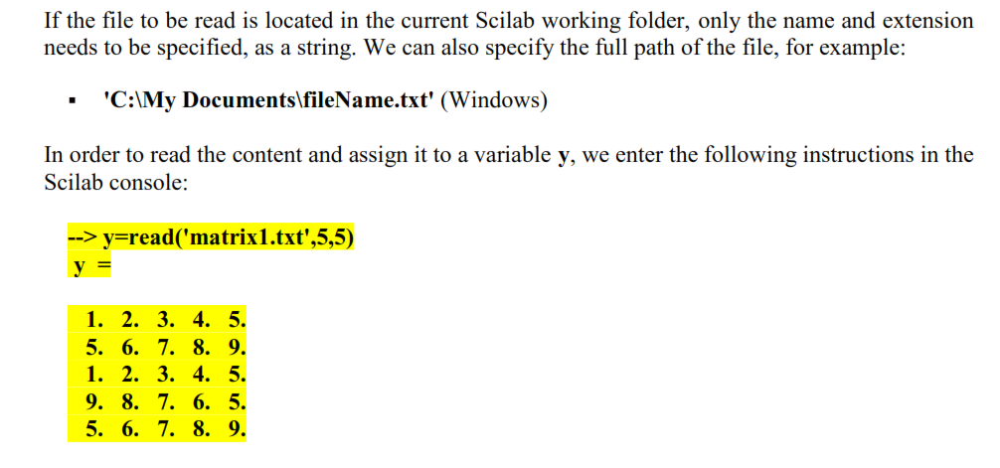 If the file to be read is located in the current Scilab working folder, only the name and extension
needs to be specified, as a string. We can also specify the full path of the file, for example:
▪ 'C:\My Documents\fileName.txt' (Windows)
In order to read the content and assign it to a variable y, we enter the following instructions in the
Scilab console:
--> y=read('matrix1.txt',5,5)
y =
1. 2. 3. 4. 5.
5. 6. 7. 8. 9.
1. 2. 3. 4. 5.
9. 8. 7. 6. 5.
5. 6. 7. 8. 9.